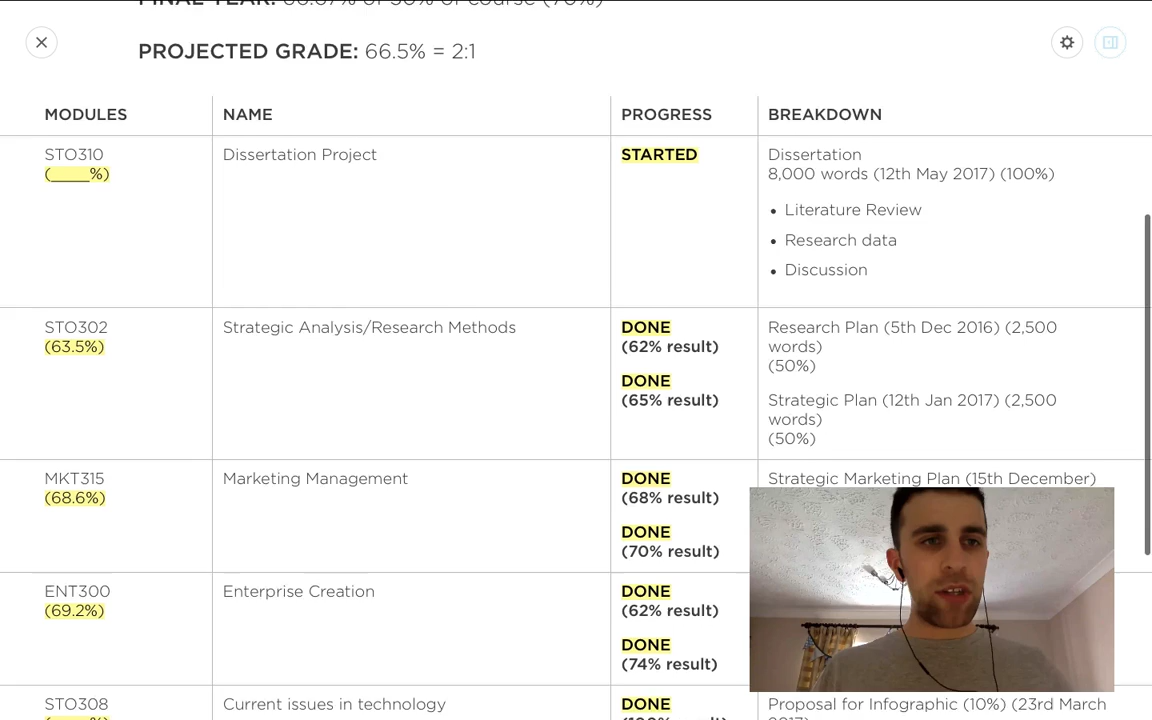 PROJECTED GRADE: 66.5% = 2:1
MODULES NAME PROGRESS BREAKDOWN
STO310 Dissertation Project STARTED Dissertation
(____%) 8,000 words (12th May 2017) (100%)
• Literature Review
• Research data
• Discussion
STO302 Strategic Analysis/Research Methods DONE Research Plan (5th Dec 2016) (2,500
(63.5%) (62% result) words)
(50%)
DONE
(65% result) Strategic Plan (12th Jan 2017) (2,500
words)
(50%)
MKT315 Marketing Management DONE Strategic Marketing Plan (15th December)
(68.6%) (68% result)
DONE
(70% result)
ENT300 Enterprise Creation DONE
(69.2%) (62% result)
DONE
(74% result)
STO308 Current issues in technology DONE Proposal for Infographic (10%) (23rd March